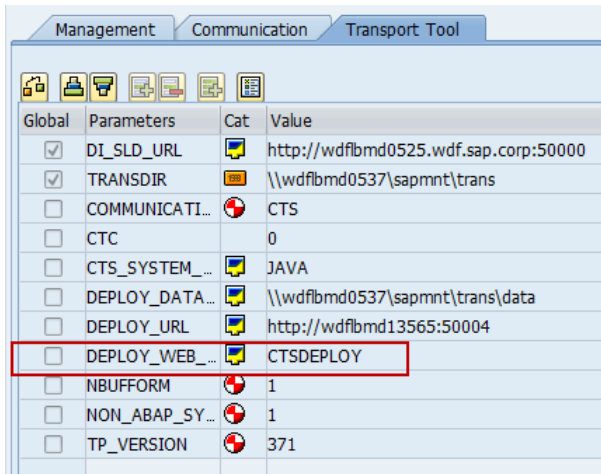 Management Communication Transport Tool
Global Parameters Cat Value
DI_SLD_URL http://wdflbmd0525.wdf.sap.corp:50000
TRANSDIR 1989 \\wdflbmd0537\sapmnt\trans
COMMUNICATI... CTS
CTC 0
CTS_SYSTEM_... JAVA
DEPLOY_DATA... \\wdflbmd0537\sapmnt\trans\data
DEPLOY_URL http://wdflbmd13565:50004
DEPLOY_WEB_... CTSDEPLOY
NBUFFORM 1
NON_ABAP_SY... 1
TP_VERSION 371